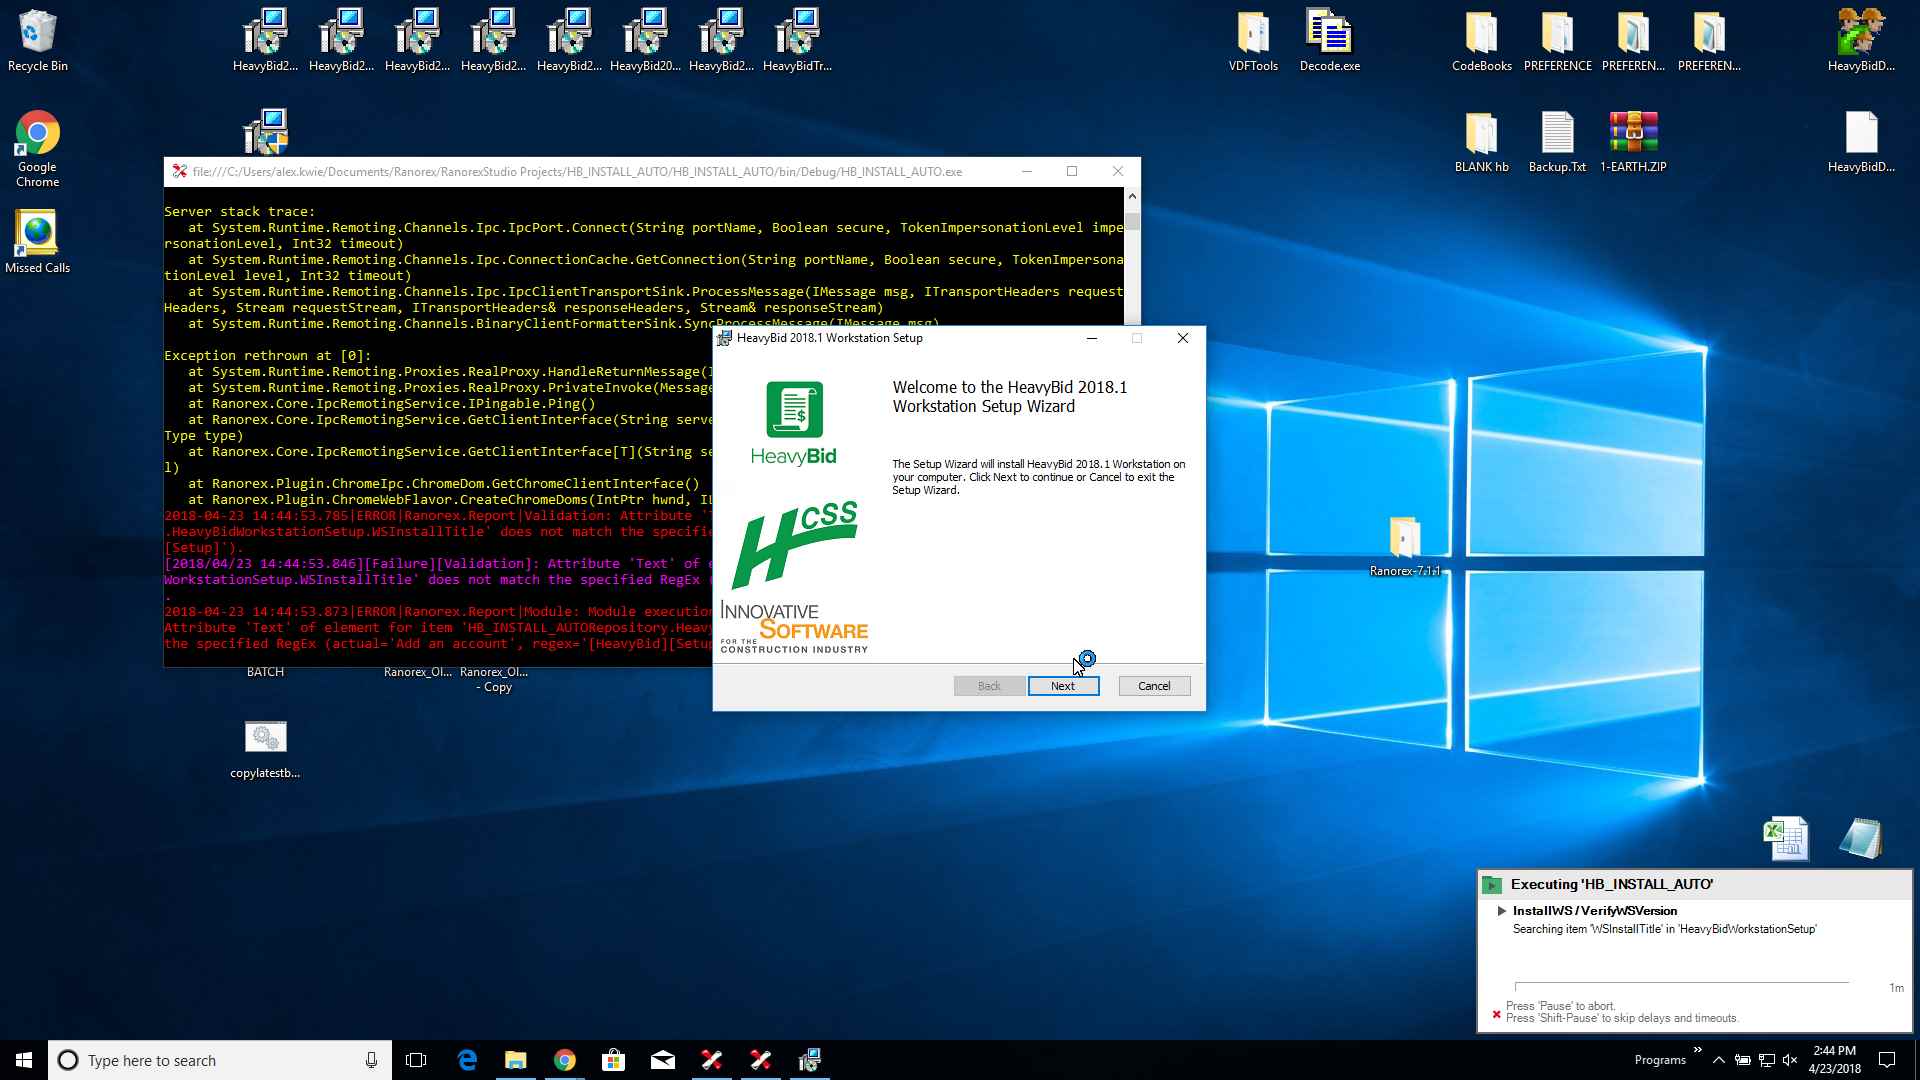 Recycle Bin
HeavyBid2...
HeavyBid2...
HeavyBid2...
HeavyBid2...
HeavyBid2...
HeavyBid20...
HeavyBid2...
HeavyBidTr...
VDFTools
Decode.exe
CodeBooks
PREFERENCE
PREFEREN...
PREFEREN...
HeavyBidD...
Google
Chrome
BLANK hb
Backup.Txt
1-EARTH.ZIP
HeavyBidD...
Missed Calls
file:///C:/Users/alex.kwie/Documents/Ranorex/RanorexStudio Projects/HB_INSTALL_AUTO/HB_INSTALL_AUTO/bin/Debug/HB_INSTALL_AUTO.exe
Server stack trace:
at System.Runtime.Remoting.Channels.Ipc.IpcPort.Connect(String portName, Boolean secure, TokenImpersonationLevel impe
rsonationLevel, Int32 timeout)
at System.Runtime.Remoting.Channels.Ipc.ConnectionCache.GetConnection(String portName, Boolean secure, TokenImpersona
tionLevel level, Int32 timeout)
at System.Runtime.Remoting.Channels.Ipc.IpcClientTransportSink.ProcessMessage(IMessage msg, ITransportHeaders request
Headers, Stream requestStream, ITransportHeaders& responseHeaders, Stream& responseStream)
at System.Runtime.Remoting.Channels.BinaryClientFormatterSink.SyncProcessMessage(IMessage msg)
Exception rethrown at [0]:
at System.Runtime.Remoting.Proxies.RealProxy.HandleReturnMessage(I
at System.Runtime.Remoting.Proxies.RealProxy.PrivateInvoke(Message
at Ranorex.Core.IpcRemotingService.IPingable.Ping()
at Ranorex.Core.IpcRemotingService.GetClientInterface(String serve
Type type)
at Ranorex.Core.IpcRemotingService.GetClientInterface[T](String se
l)
at Ranorex.Plugin.ChromeIpc.ChromeDom.GetChromeClientInterface()
at Ranorex.Plugin.ChromeWebFlavor.CreateChromeDoms(IntPtr hwnd, IL
2018-04-23 14:44:53.785|ERROR|Ranorex.Report|Validation: Attribute 'T
.HeavyBidWorkstationSetup.WSInstallTitle' does not match the specifie
[Setup]').
[2018/04/23 14:44:53.846][Failure][Validation]: Attribute 'Text' of e
WorkstationSetup.WSInstallTitle' does not match the specified RegEx (
.
2018-04-23 14:44:53.873|ERROR|Ranorex.Report|Module: Module execution
Attribute 'Text' of element for item 'HB_INSTALL_AUTORepository.Heavy
the specified RegEx (actual='Add an account', regex='[HeavyBid][Setup
HeavyBid 2018.1 Workstation Setup
HeavyBid
HCSS
INNOVATIVE
SOFTWARE
FOR THE
CONSTRUCTION INDUSTRY
Welcome to the HeavyBid 2018.1
Workstation Setup Wizard
The Setup Wizard will install HeavyBid 2018.1 Workstation on
your computer. Click Next to continue or Cancel to exit the
Setup Wizard.
Back
Next
Cancel
Ranorex-7.1.1
BATCH
Ranorex_Ol...
Ranorex_Ol...
- Copy
copylatestb...
Executing 'HB_INSTALL_AUTO'
InstallWS / VerifyWSVersion
Searching item 'WSInstallTitle' in 'HeavyBidWorkstationSetup'
1m
Press 'Pause' to abort.
Press 'Shift-Pause' to skip delays and timeouts.
Type here to search
Programs
2:44 PM
4/23/2018